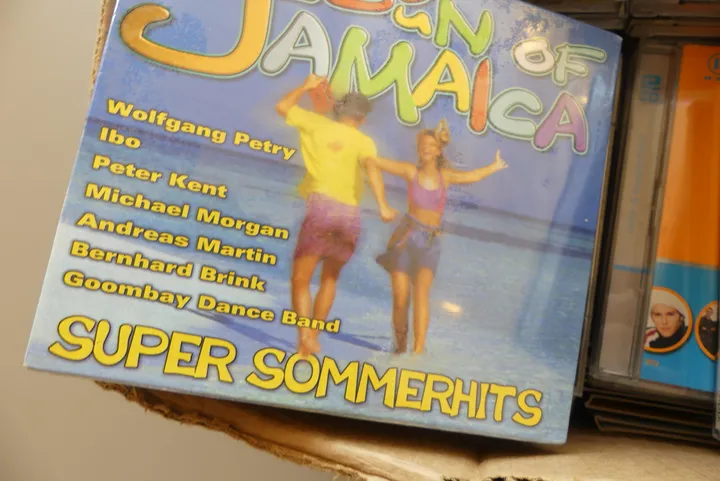 OF
JAMAICA
Wolfgang Petry
Ibo
Peter Kent
Michael Morgan
Andreas Martin
Bernhard Brink
Goombay Dance Band
SUPER SOMMERHITS